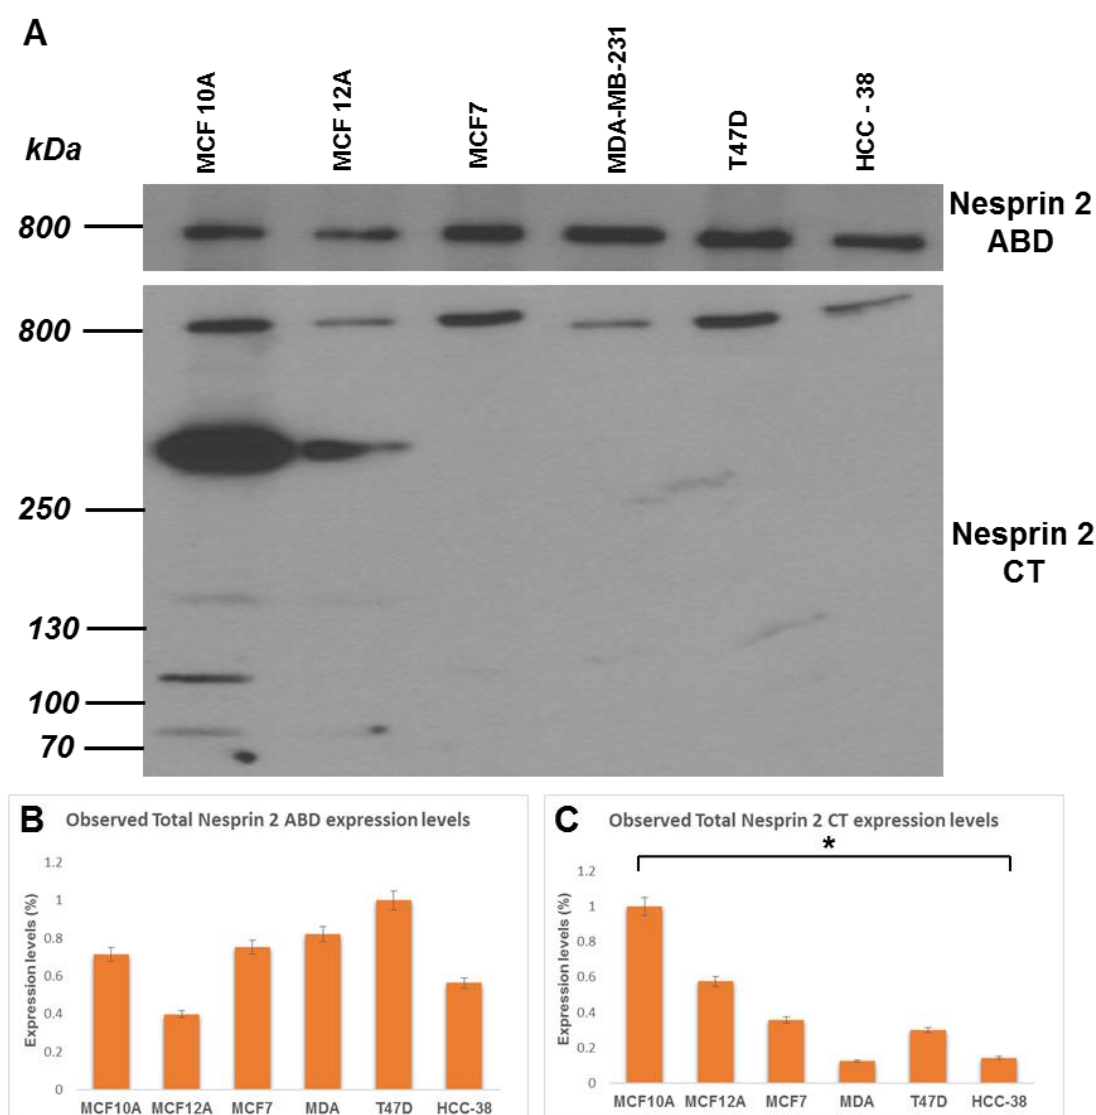 A
MCF 10A
MCF 12A
MCF7
MDA-MB-231
T47D
HCC - 38
kDa
800
Nesprin 2
ABD
800
250
130
100
70
Nesprin 2
CT
B
Observed Total Nesprin 2 ABD expression levels
Expression levels (%)
1.2
1
0.8
0.6
0.4
0.2
0
MCF10A MCF12A MCF7 MDA T47D HCC-38
C
Observed Total Nesprin 2 CT expression levels
*
Expression levels (%)
1.2
1
0.8
0.6
0.4
0.2
0
MCF10A MCF12A MCF7 MDA T47D HCC-38